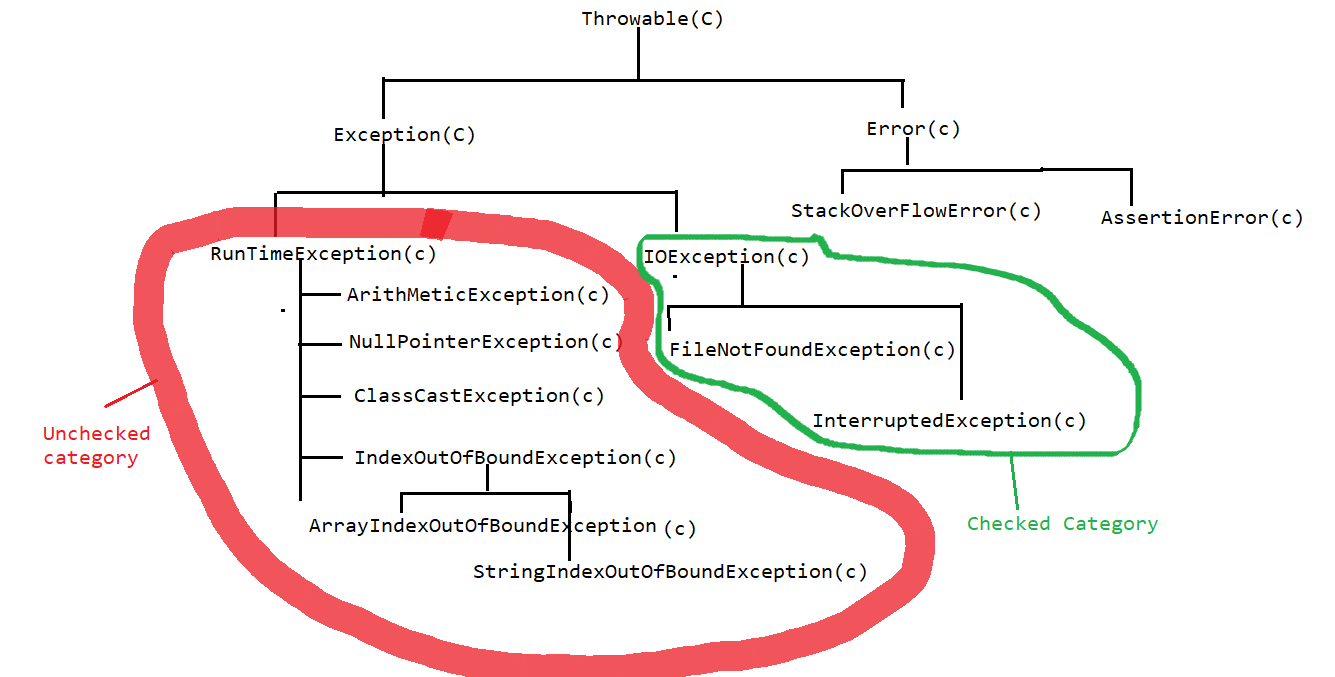 Throwable(C)
Exception(C)
Error(c)
StackOverFlowError(c)
AssertionError(c)
RunTimeException(c)
IOException(c)
ArithMeticException(c)
NullPointerException(c)
FileNotFoundException(c)
ClassCastException(c)
InterruptedException(c)
Unchecked
category
IndexOutOfBoundException(c)
ArrayIndexOutOfBoundException (c)
Checked Category
StringIndexOutOfBoundException(c)